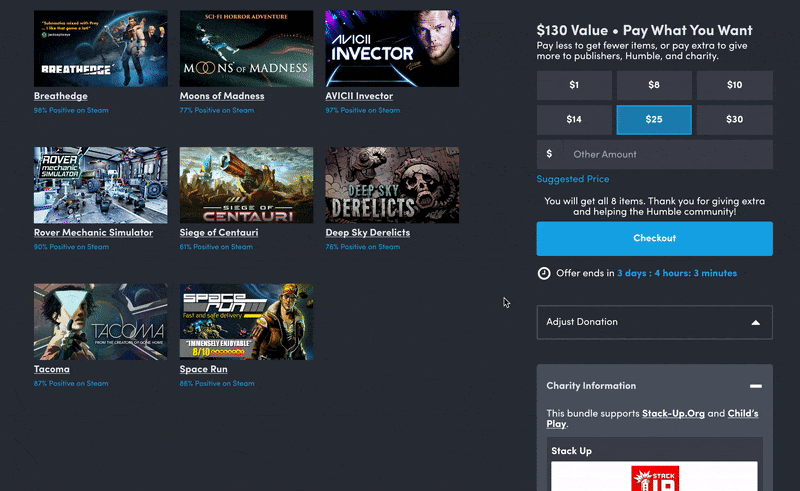 "Subnautica mixed with Prey
... I like that game a lot"
BREATHEDGE
Breathedge
98% Positive on Steam
SCI-FI HORROR ADVENTURE
MOONS OF MADNESS
Moons of Madness
77% Positive on Steam
AVICII
INVECTOR
AVICII Invector
97% Positive on Steam
ROVER
mechanic
SIMULATOR
Rover Mechanic Simulator
90% Positive on Steam
SIEGE OF
CENTAURI
Siege of Centauri
61% Positive on Steam
DEEP SKY
DERELICTS
Deep Sky Derelicts
76% Positive on Steam
TACOMA
FROM THE CREATORS OF GONE HOME
Tacoma
87% Positive on Steam
SPACE
RUN
Fast and safe delivery
"IMMENSELY ENJOYABLE"
8/10
Space Run
86% Positive on Steam
$130 Value • Pay What You Want
Pay less to get fewer items, or pay extra to give
more to publishers, Humble, and charity.
$1
$8
$10
$14
$25
$30
$ Other Amount
Suggested Price
You will get all 8 items. Thank you for giving extra
and helping the Humble community!
Checkout
Offer ends in 3 days : 4 hours: 3 minutes
Adjust Donation
Charity Information
This bundle supports Stack-Up.Org and Child's
Play.
Stack Up
STACK
UP